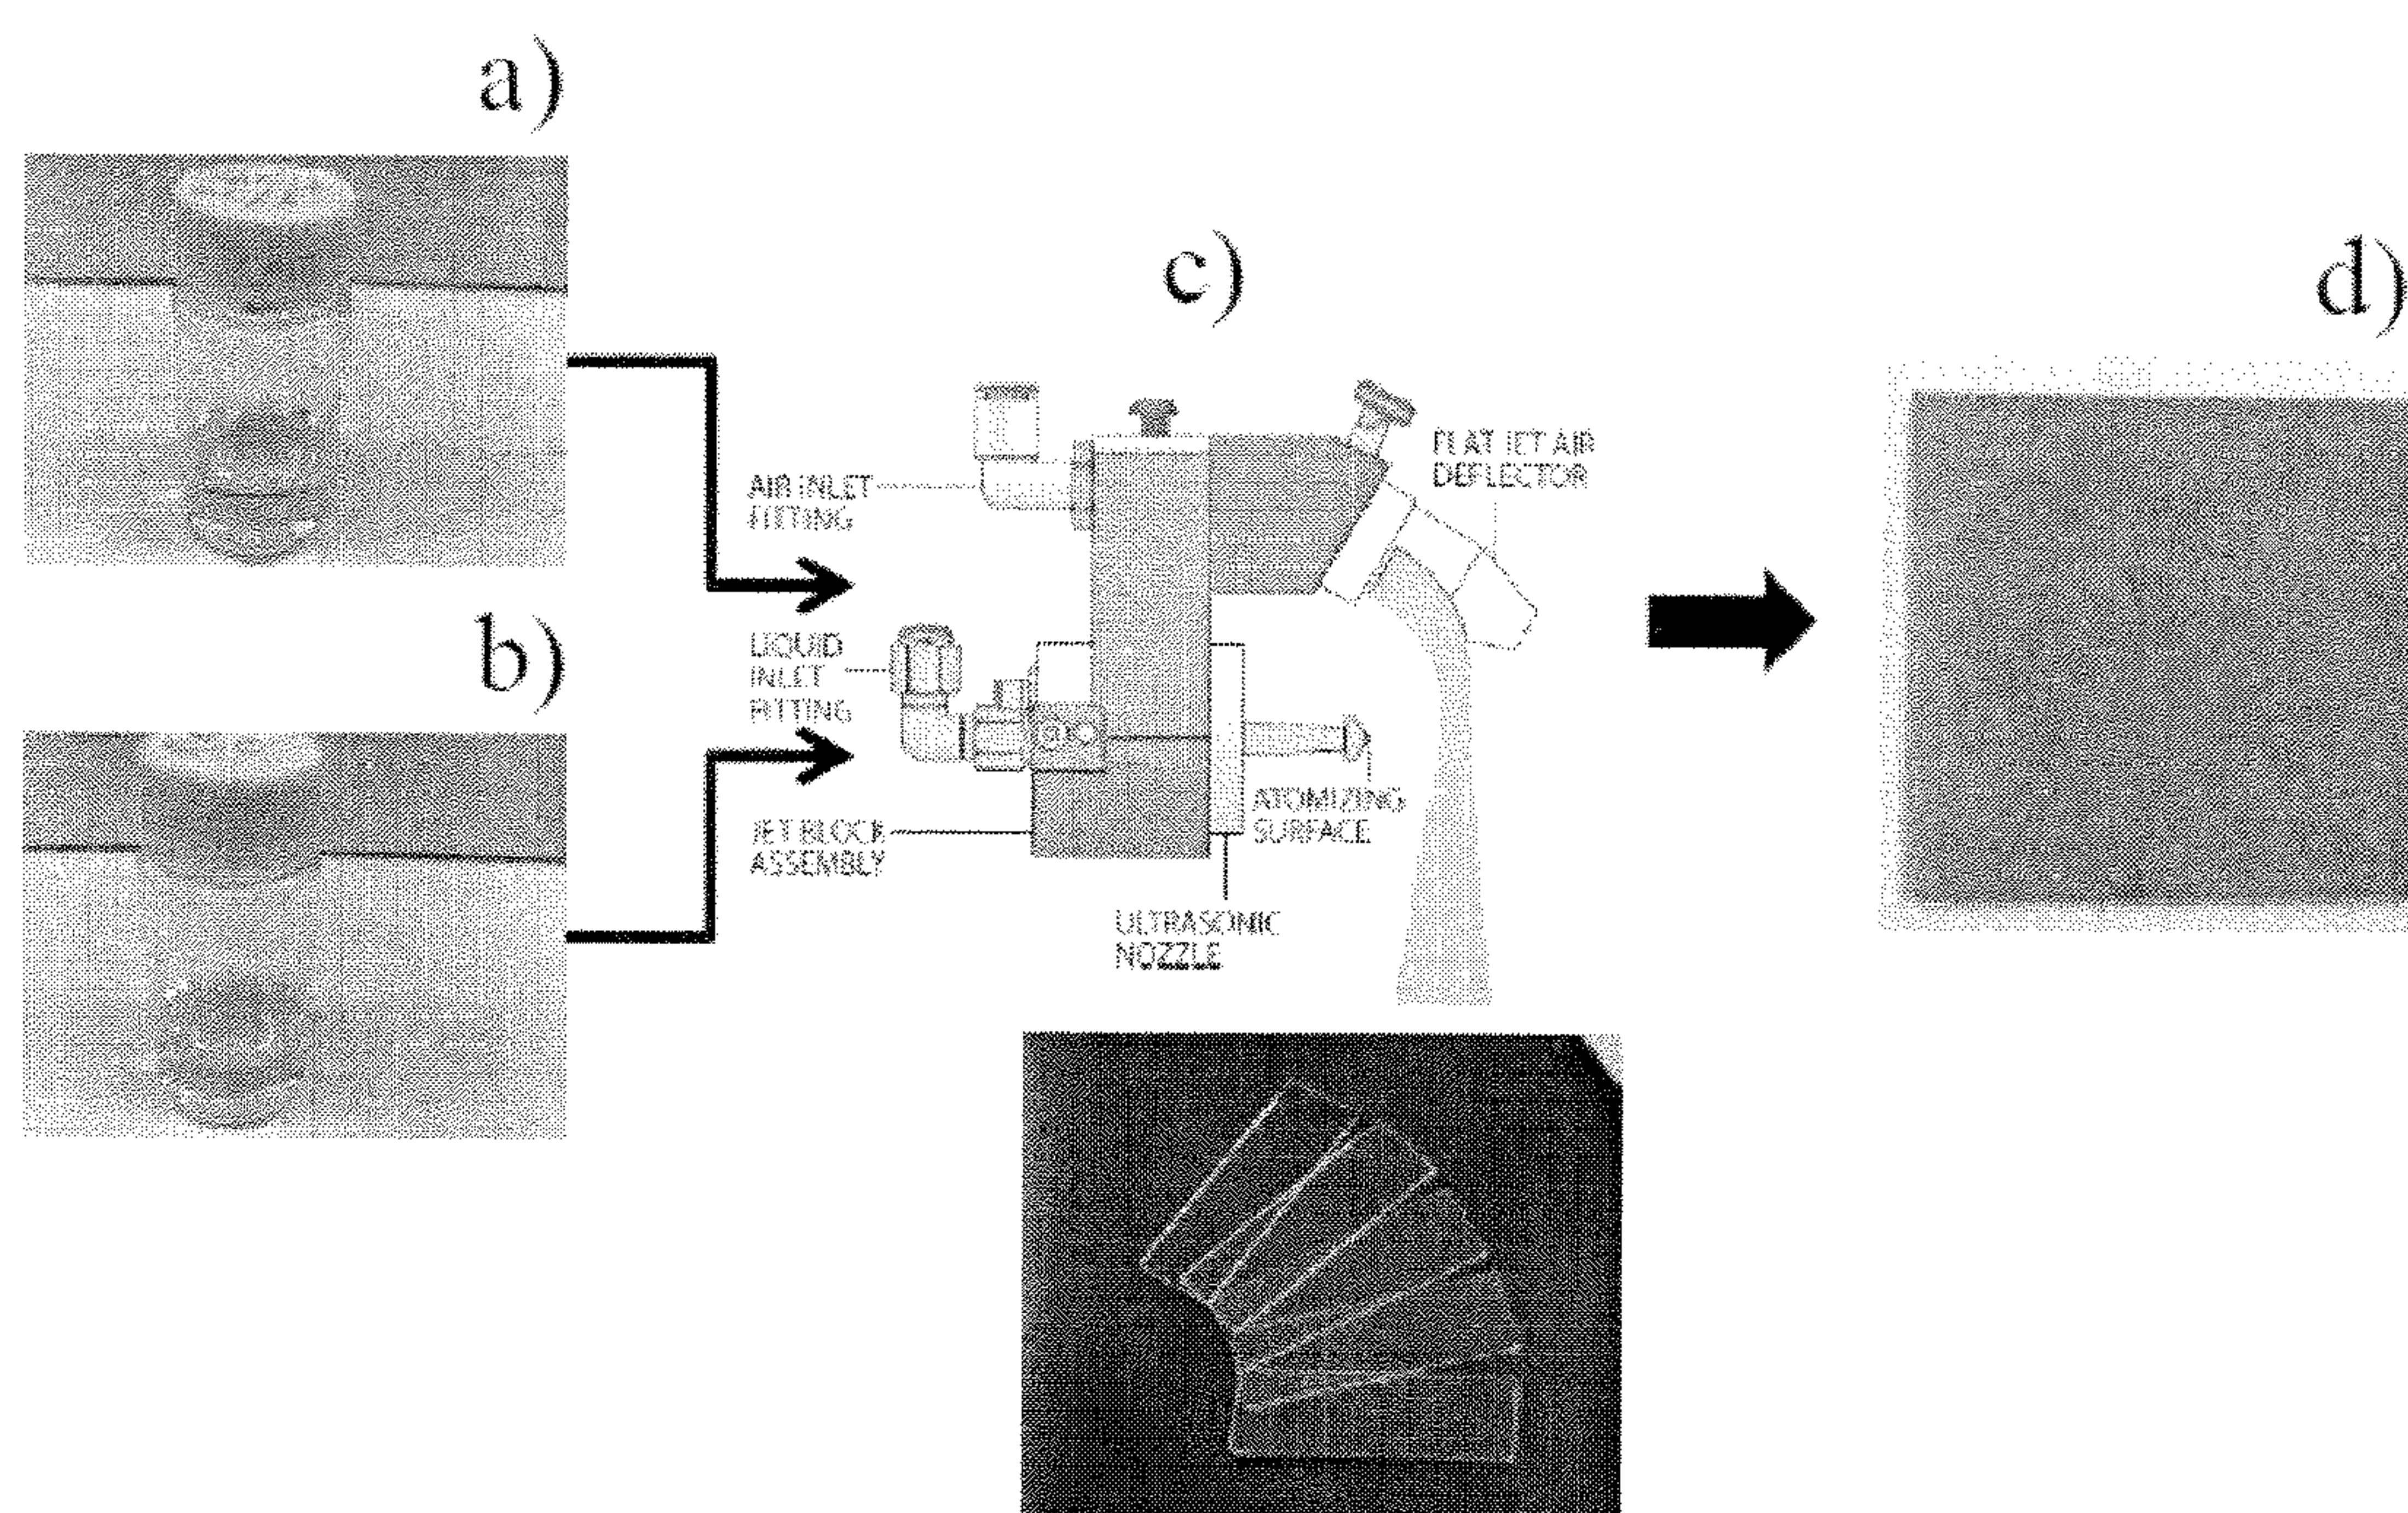 a)
b)
c)
d)
AIR INLET
FITTING
LIQUID
INLET
FITTING
JET BLOCK
ASSEMBLY
FLAT JET AIR
DEFLECTOR
ATOMIZING
SURFACE
ULTRASONIC
NOZZLE